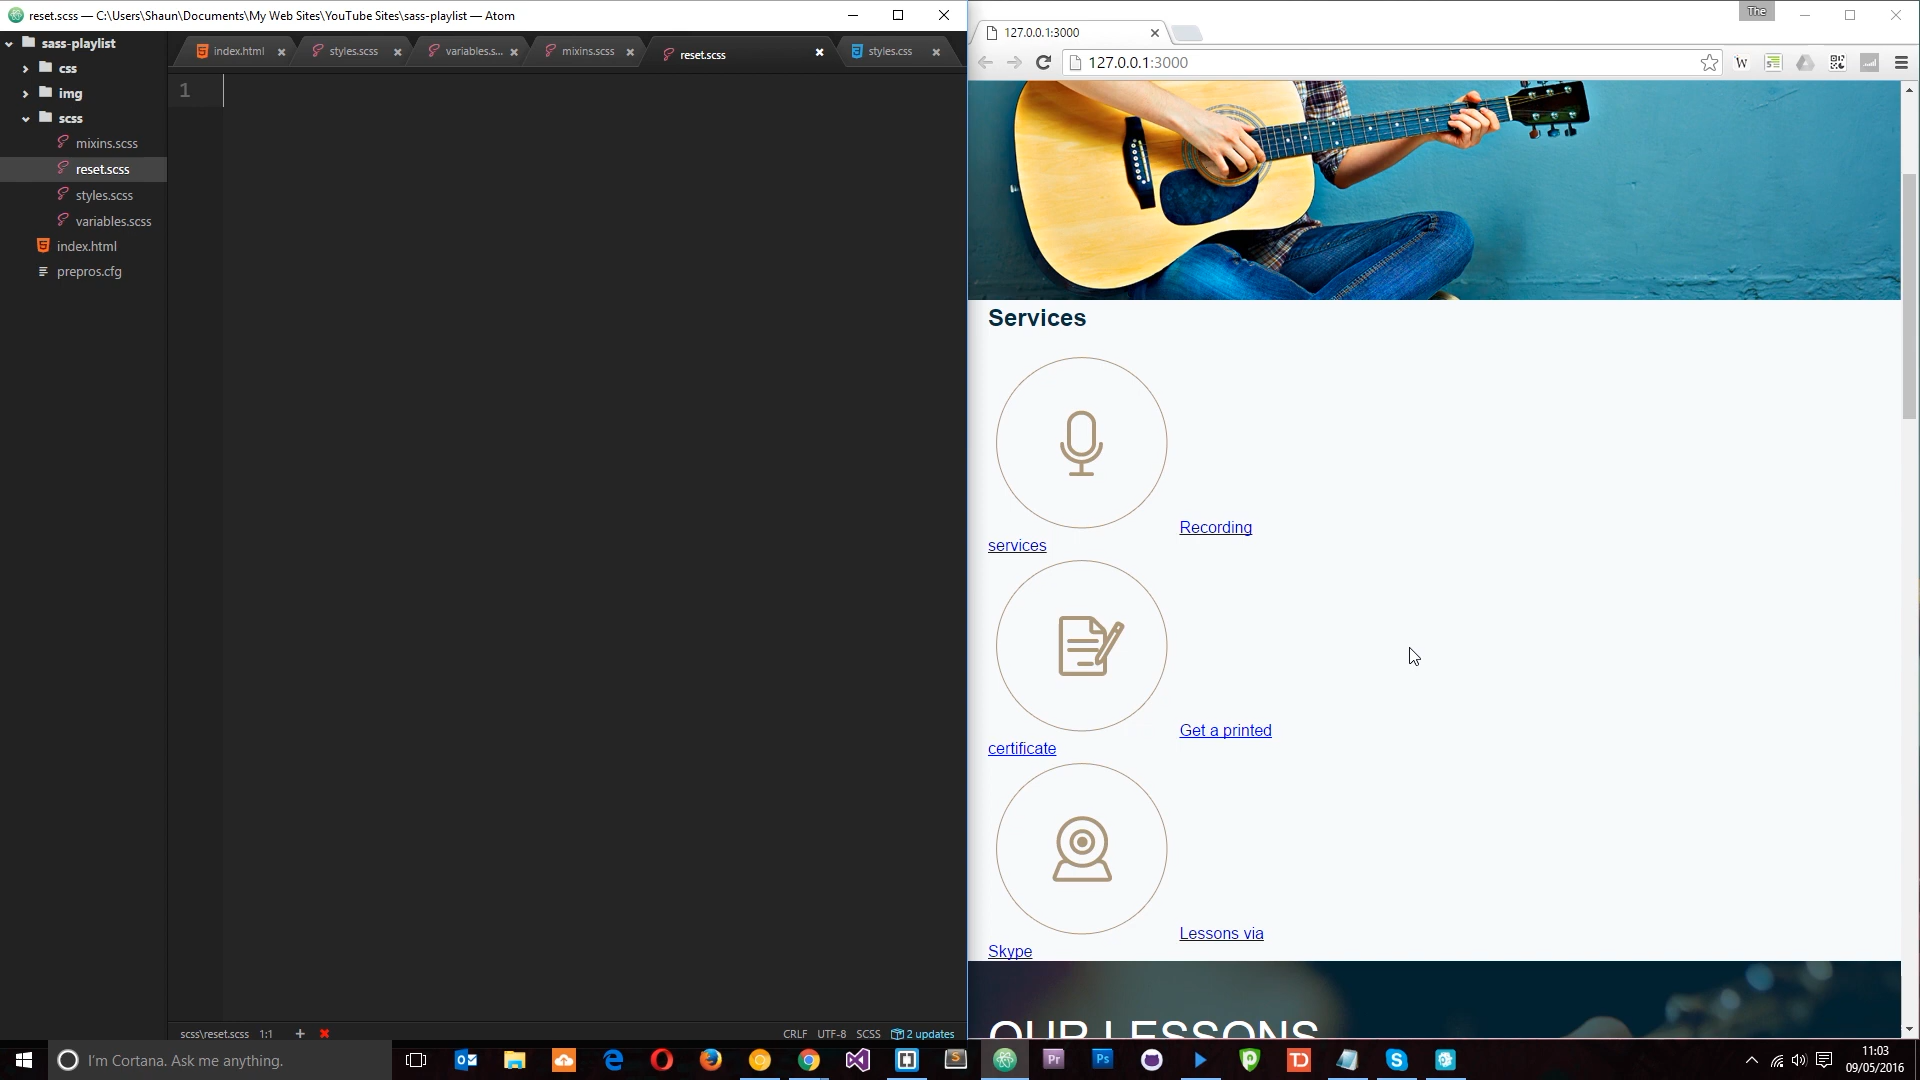 reset.scss — C:\Users\Shaun\Documents\My Web Sites\YouTube Sites\sass-playlist — Atom
sass-playlist
css
img
scss
mixins.scss
reset.scss
styles.scss
variables.scss
index.html
prepros.cfg
index.html
styles.scss
variables.s...
mixins.scss
reset.scss
styles.css
1
scss\reset.scss 1:1
CRLF UTF-8 SCSS 2 updates
The
127.0.0.1:3000
127.0.0.1:3000
Services
Recording
services
Get a printed
certificate
Lessons via
Skype
OUR LESSONS
I'm Cortana. Ask me anything.
11:03
09/05/2016